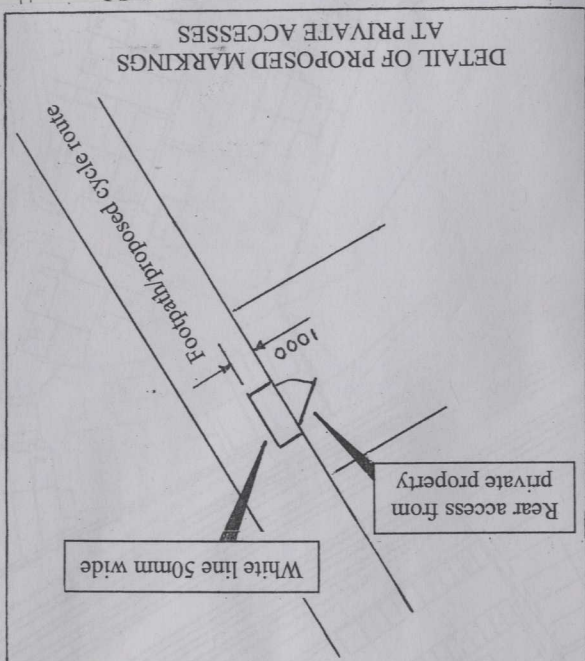 White line 50mm wide
Rear access from
private property
1000
Footpath/proposed cycle route
DETAIL OF PROPOSED MARKINGS
AT PRIVATE ACCESSES